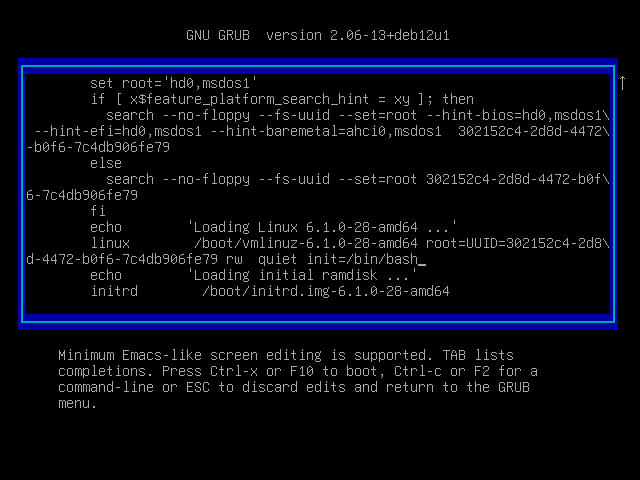 GNU GRUB  version 2.06-13+deb12u1
set root='hd0,msdos1'
if [ x$feature_platform_search_hint = xy ]; then
search --no-floppy --fs-uuid --set=root --hint-bios=hd0,msdos1\
--hint-efi=hd0,msdos1 --hint-baremetal=ahci0,msdos1  302152c4-2d8d-4472\
-b0f6-7c4db906fe79
else
search --no-floppy --fs-uuid --set=root 302152c4-2d8d-4472-b0f\
6-7c4db906fe79
fi
echo        'Loading Linux 6.1.0-28-amd64 ...'
linux       /boot/vmlinuz-6.1.0-28-amd64 root=UUID=302152c4-2d8\
d-4472-b0f6-7c4db906fe79 rw  quiet init=/bin/bash_
echo        'Loading initial ramdisk ...'
initrd        /boot/initrd.img-6.1.0-28-amd64
Minimum Emacs-like screen editing is supported. TAB lists
completions. Press Ctrl-x or F10 to boot, Ctrl-c or F2 for a
command-line or ESC to discard edits and return to the GRUB
menu.